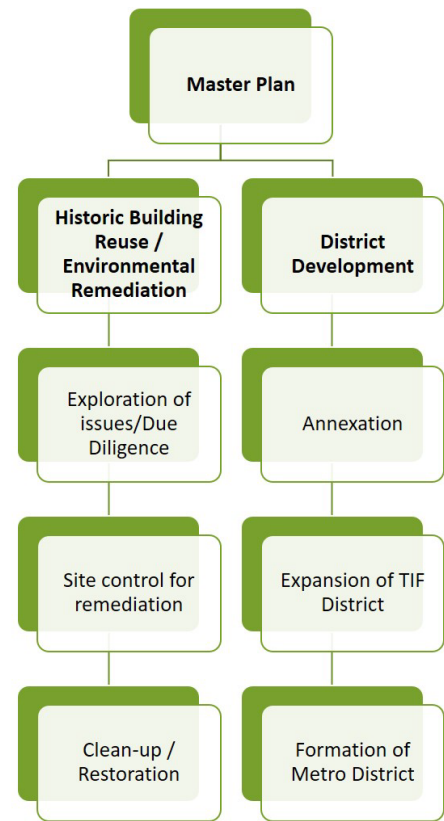 Master Plan
Historic Building
Reuse /
Environmental
Remediation
District
Development
Exploration of
issues/Due
Diligence
Annexation
Site control for
remediation
Expansion of TIF
District
Clean-up /
Restoration
Formation of
Metro District